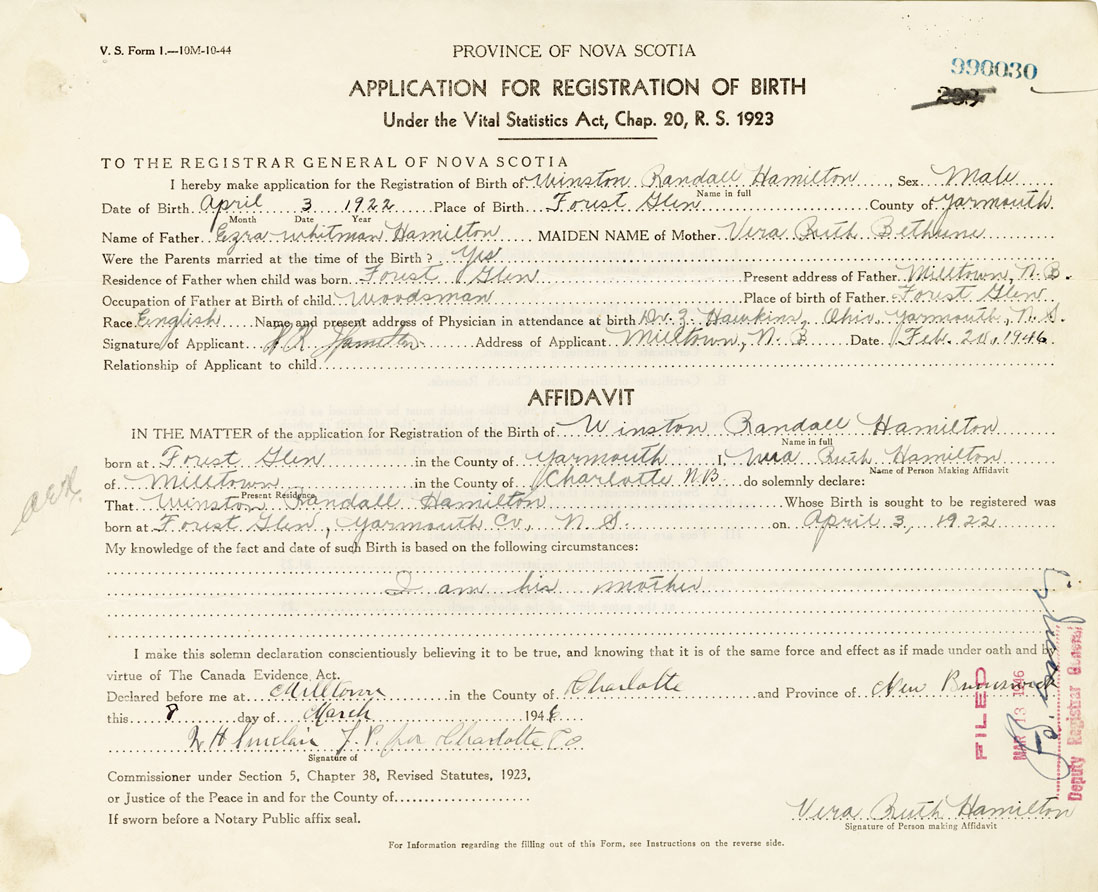 V. S. Form 1.—10M-10-44
PROVINCE OF NOVA SCOTIA
990030
APPLICATION FOR REGISTRATION OF BIRTH
Under the Vital Statistics Act, Chap. 20, R. S. 1923
TO THE REGISTRAR GENERAL OF NOVA SCOTIA
I hereby make application for the Registration of Birth of Winston Randall Hamilton, Sex Male
Name in full
Date of Birth April 3 1922 Place of Birth Forest Glen County of Yarmouth
Month Date Year
Name of Father Ezra Whitman Hamilton MAIDEN NAME of Mother Vera Ruth Bethune
Were the Parents married at the time of the Birth? Yes
Residence of Father when child was born Forest Glen Present address of Father Milltown, N. B.
Occupation of Father at Birth of child Woodsman Place of birth of Father Forest Glen
Race English Name and present address of Physician in attendance at birth Dr. Hawkins, Ohio, Yarmouth, N. S.
Signature of Applicant Hamilton Address of Applicant Milltown, N. B Date Feb. 20, 1946
Relationship of Applicant to child
AFFIDAVIT
IN THE MATTER of the application for Registration of the Birth of Winston Randall Hamilton
Name in full
born at Forest Glen in the County of Yarmouth I, Vera Ruth Hamilton
Name of Person Making Affidavit
of Milltown in the County of Charlotte N.B. do solemnly declare:
Present Residence
That Winston Randall Hamilton Whose Birth is sought to be registered was
born at Forest Glen, Yarmouth Co, N. S. on April 3, 1922
My knowledge of the fact and date of such Birth is based on the following circumstances:
I am his mother
I make this solemn declaration conscientiously believing it to be true, and knowing that it is of the same force and effect as if made under oath and by
virtue of The Canada Evidence Act.
Declared before me at Milltown in the County of Charlotte and Province of New Brunswick
this 8 day of March 1946
Sinclair J. P. for Charlotte Co
Signature of
Commissioner under Section 5, Chapter 38, Revised Statutes, 1923,
or Justice of the Peace in and for the County of
If sworn before a Notary Public affix seal.
Vera Ruth Hamilton
Signature of Person making Affidavit
For Information regarding the filling out of this Form, see Instructions on the reverse side.
FILED
MAR 13 1946
Deputy Registrar General